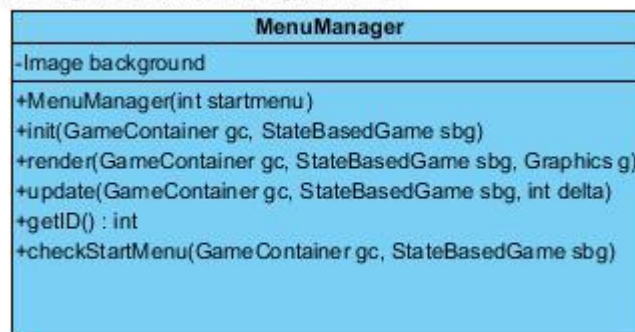 MenuManager
-Image background
+MenuManager(int startmenu)
+init(GameContainer gc, StateBasedGame sbg)
+render(GameContainer gc, StateBasedGame sbg, Graphics g)
+update(GameContainer gc, StateBasedGame sbg, int delta)
+getID() : int
+checkStartMenu(GameContainer gc, StateBasedGame sbg)